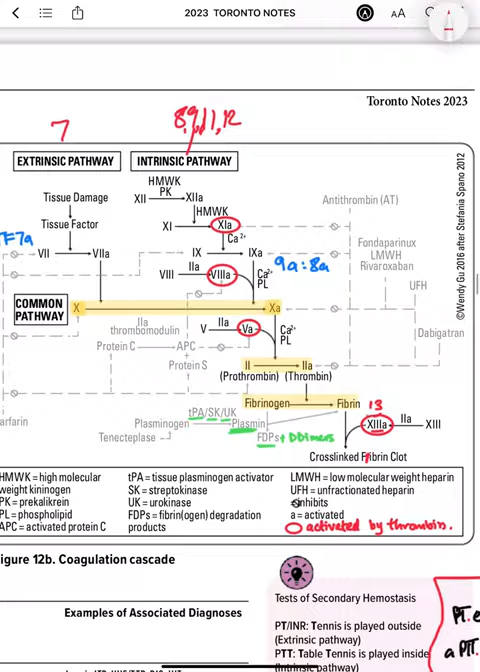 2023 TORONTO NOTES
AA
Toronto Notes 2023
7
8,9,11,12
EXTRINSIC PATHWAY
INTRINSIC PATHWAY
HMWK
PK
XII XIIa
Tissue Damage
HMWK
Antithrombin (AT)
Tissue Factor
XI XIa
Ca2+
TF7a
Fondaparinux
LMWH
Rivaroxaban
VII VIIa
IX IXa
9a:8a
VIII IIa VIIIa
Ca2+
PL
UFH
COMMON
PATHWAY
X Xa
IIa
thrombomodulin
V IIa Va
Ca2+
PL
Dabigatran
Protein C APC
+
Protein S
II IIa
(Prothrombin) (Thrombin)
Fibrinogen Fibrin 13
tPA/SK/UK
arfarin
Plasminogen Plasmin
XIIIa IIa XIII
Tenecteplase
FDPs + Ddimers
Crosslinked Fibrin Clot
HMWK = high molecular
weight kininogen
PK = prekalikrein
PL = phospholipid
APC = activated protein C
tPA = tissue plasminogen activator
SK = streptokinase
UK = urokinase
FDPs = fibrin(ogen) degradation
products
LMWH = low molecular weight heparin
UFH = unfractionated heparin
= inhibits
a = activated
activated by thrombin.
©Wendy Gu 2016 after Stefania Spano 2012
igure 12b. Coagulation cascade
Examples of Associated Diagnoses
Tests of Secondary Hemostasis
PT/INR: Tennis is played outside
(Extrinsic pathway)
PTT: Table Tennis is played inside
(Intrinsic pathway)
PT.e
aPTT.